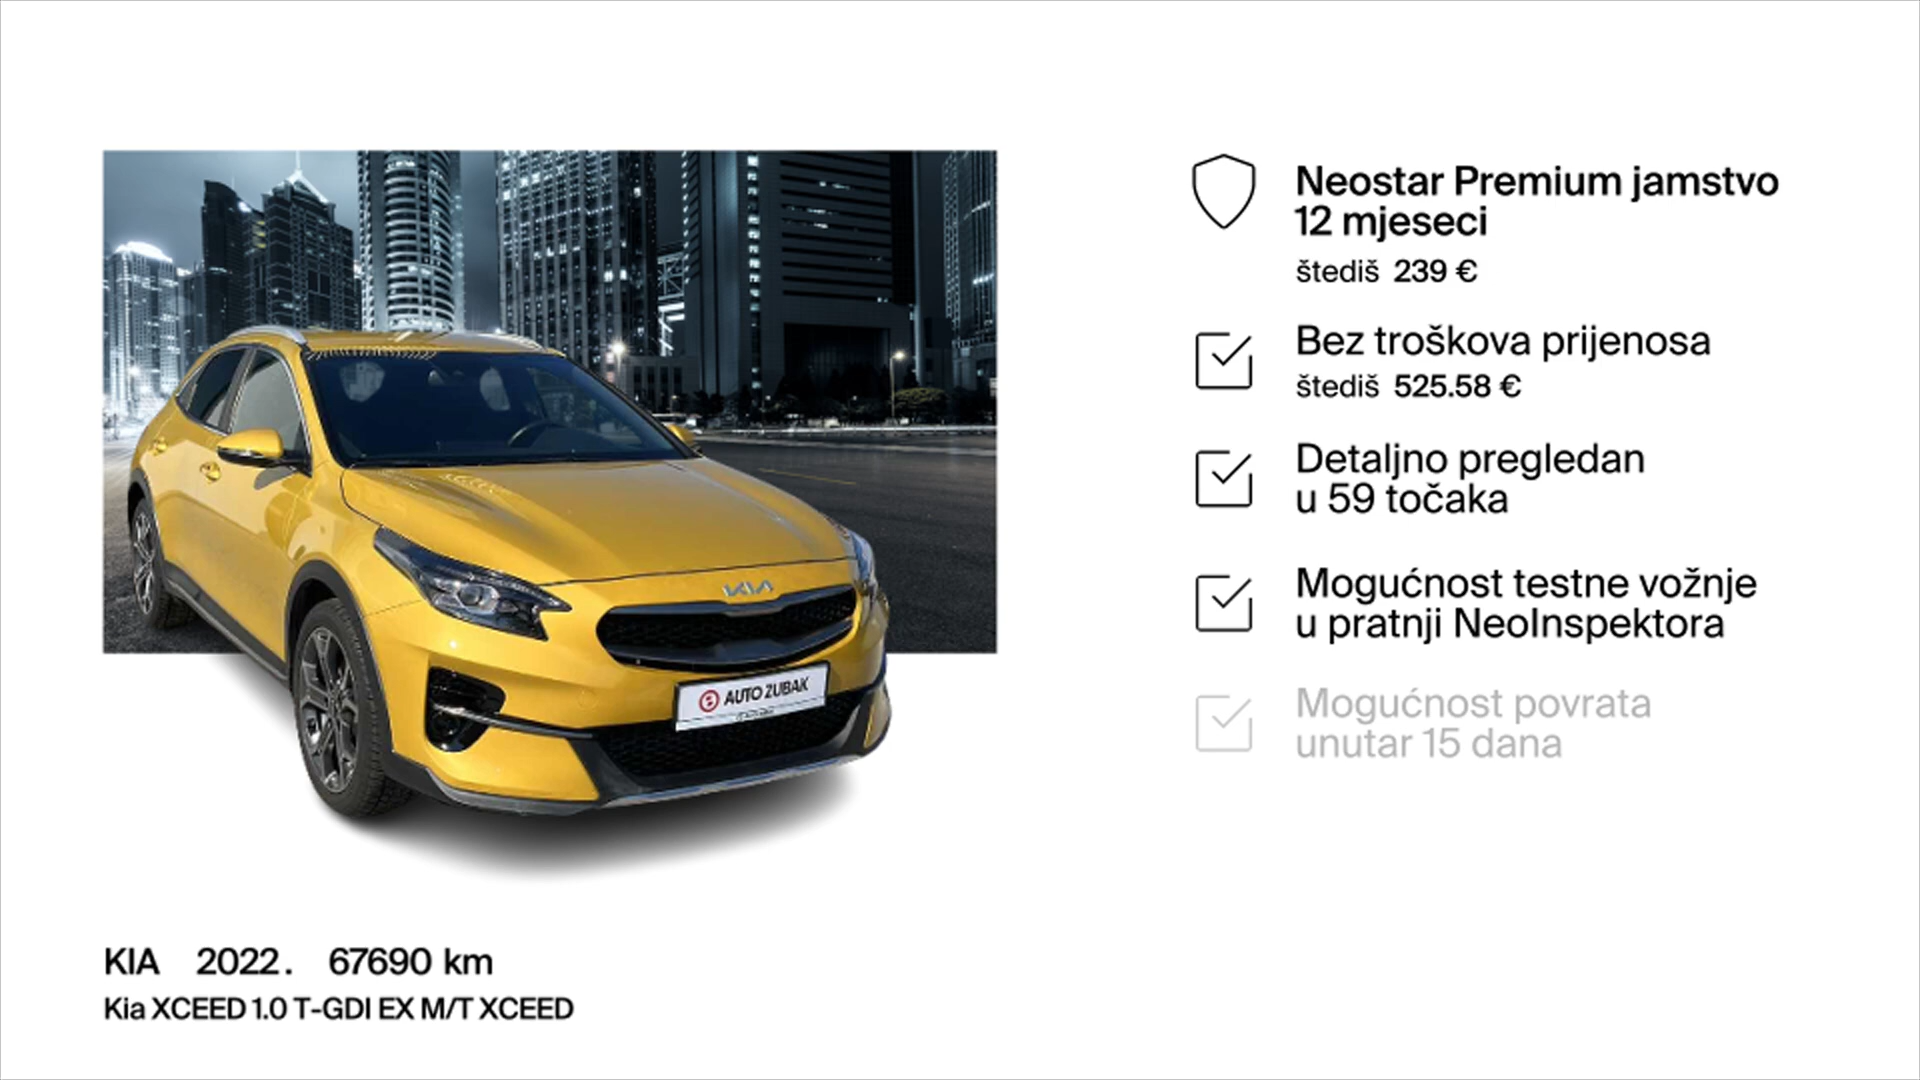 Neostar Premium jamstvo
12 mjeseci
štediš 239 €
Bez troškova prijenosa
štediš 525.58 €
Detaljno pregledan
u 59 točaka
Mogućnost testne vožnje
u pratnji NeoInspektora
Mogućnost povrata
unutar 15 dana
KIA
AUTO ZUBAK
KIA 2022. 67690 km
Kia XCEED 1.0 T-GDI EX M/T XCEED